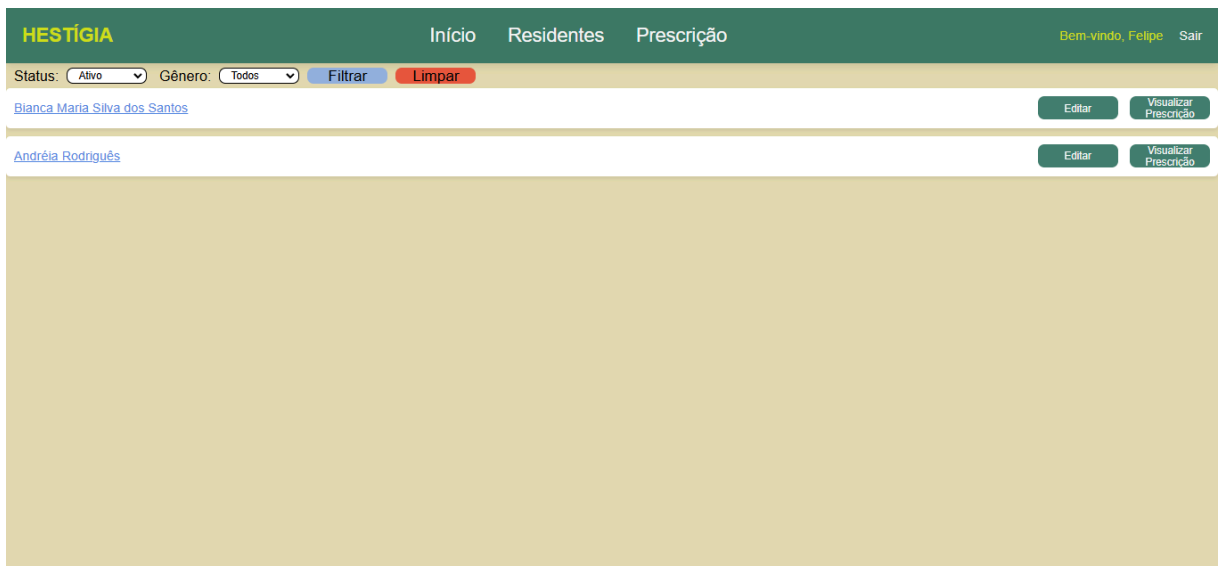 HESTÍGIA Início Residentes Prescrição Bem-vindo, Felipe Sair
Status: Ativo Gênero: Todos Filtrar Limpar
Bianca Maria Silva dos Santos Editar Visualizar
Prescrição
Andréia Rodriguês Editar Visualizar
Prescrição